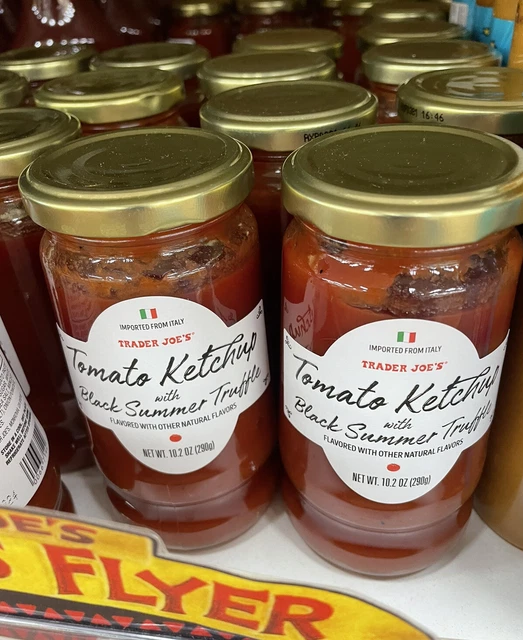 IMPORTED FROM ITALY
TRADER JOE'S
Tomato Ketchup
with
Black Summer Truffle
FLAVORED WITH OTHER NATURAL FLAVORS
NET WT. 10.2 OZ (290g)
IMPORTED FROM ITALY
TRADER JOE'S
Tomato Ketchup
with
Black Summer Truffle
FLAVORED WITH OTHER NATURAL FLAVORS
NET WT. 10.2 OZ (290g)
OE'S
S FLYER